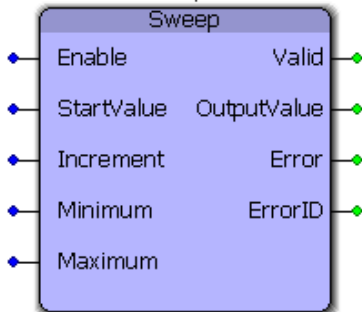 Sweep
Enable Valid
StartValue OutputValue
Increment Error
Minimum ErrorID
Maximum